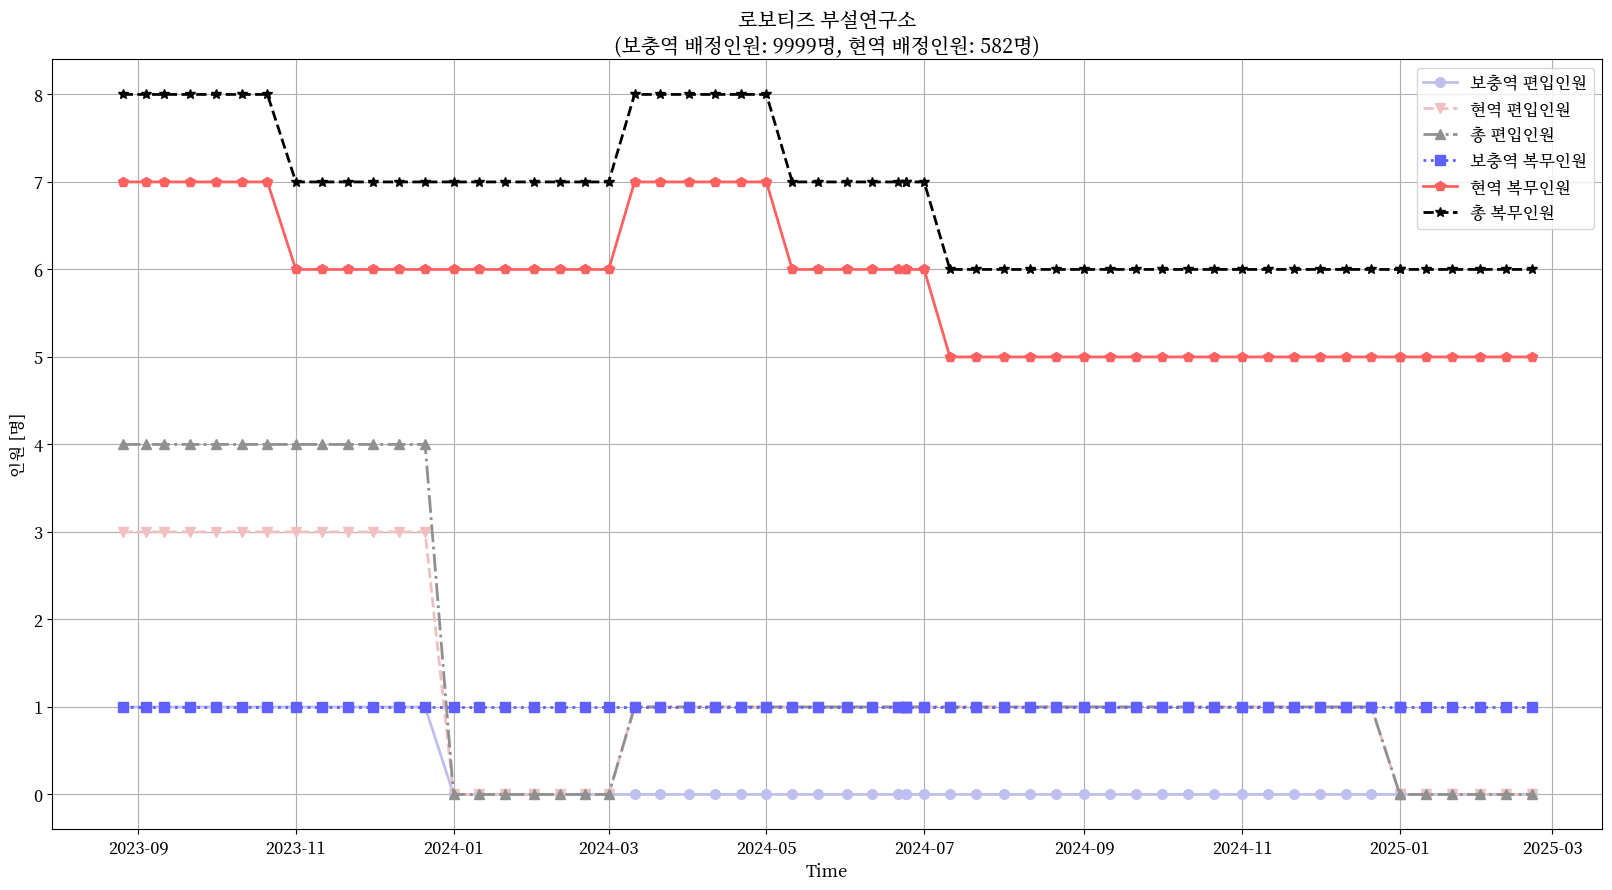 로보티즈 부설연구소
(보충역 배정인원: 9999명, 현역 배정인원: 582명)
보충역 편입인원
현역 편입인원
총 편입인원
보충역 복무인원
현역 복무인원
총 복무인원
8
7
6
5
4
3
2
1
0
인원 [명]
2023-09
2023-11
2024-01
2024-03
2024-05
2024-07
2024-09
2024-11
2025-01
2025-03
Time